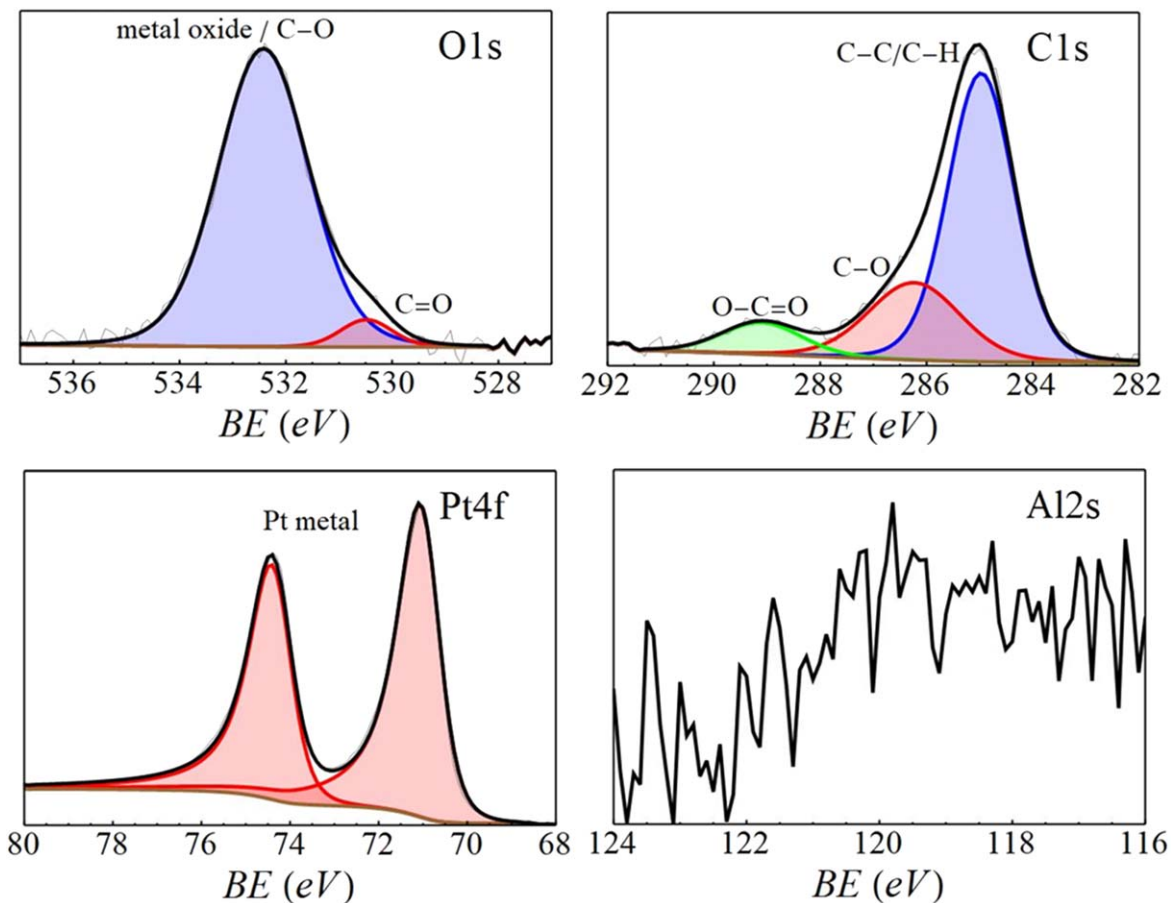 metal oxide / C–O
O1s
C=O
536 534 532 530 528
BE (eV)
C–C/C–H
C1s
C–O
O–C=O
292 290 288 286 284 282
BE (eV)
Pt4f
Pt metal
80 78 76 74 72 70 68
BE (eV)
Al2s
124 122 120 118 116
BE (eV)